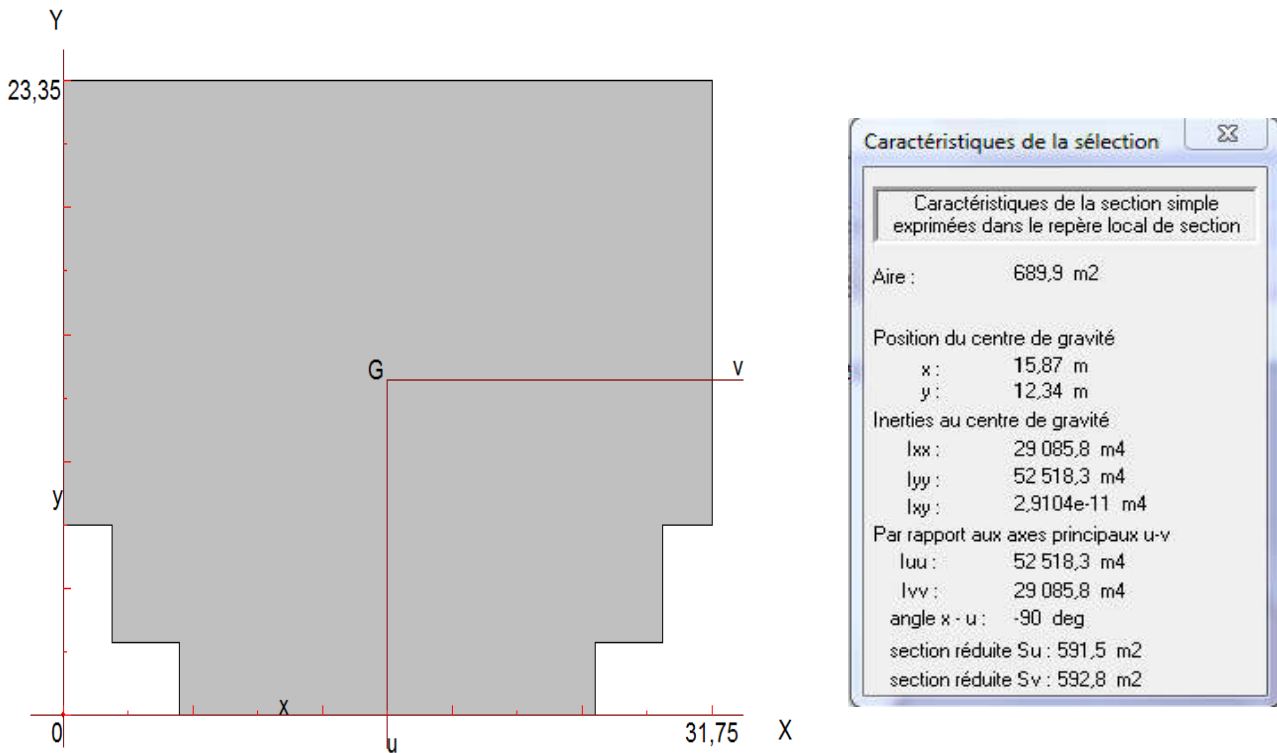 Y
23,35
G
v
y
x
0
u
31,75
X
Caractéristiques de la sélection
Caractéristiques de la section simple
exprimées dans le repère local de section
Aire : 689,9 m2
Position du centre de gravité
x : 15,87 m
y : 12,34 m
Inerties au centre de gravité
Ixx : 29 085,8 m4
Iyy : 52 518,3 m4
Ixy : 2,9104e-11 m4
Par rapport aux axes principaux u-v
Iuu : 52 518,3 m4
Ivv : 29 085,8 m4
angle x - u : -90 deg
section réduite Su : 591,5 m2
section réduite Sv : 592,8 m2